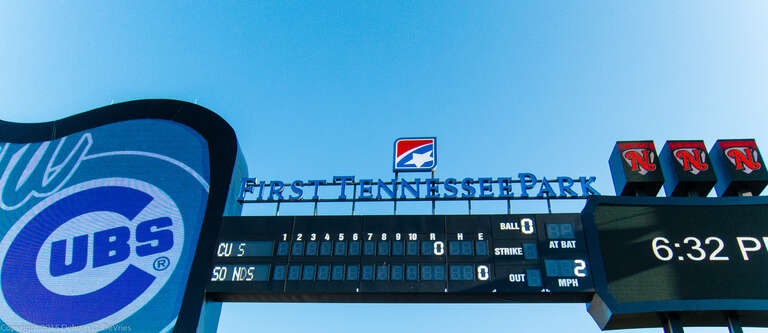 FIRST TENNESSEE PARK
N N N
CUBS ®
1 2 3 4 5 6 7 8 9 10 R H E
BALL 0
AT BAT
CU S 0
STRIKE
SO NDS 0
OUT
2
MPH
6:32 P